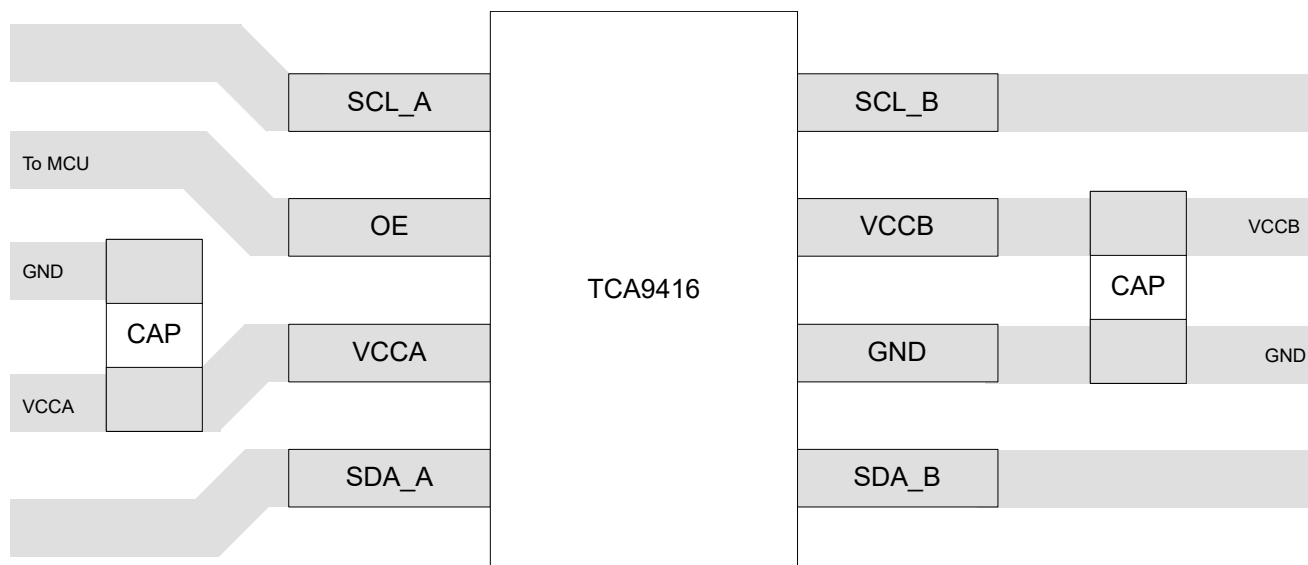 SCL_A
SCL_B
To MCU
OE
VCCB
VCCB
GND
CAP
TCA9416
CAP
VCCA
GND
GND
VCCA
SDA_A
SDA_B